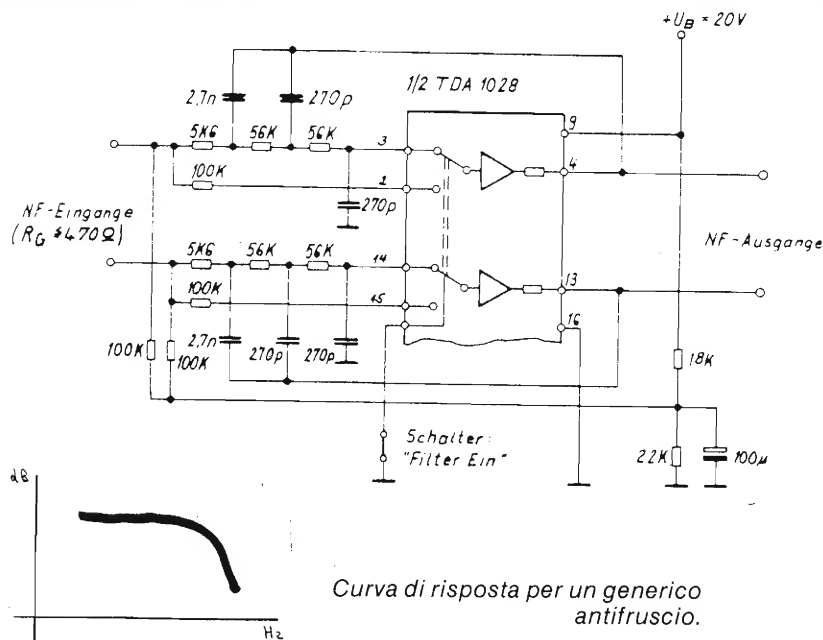 +U_B = 20V
1/2 TDA 1028
2,7n 270p
5K6 56K 56K 3 9
100K 1 4
270p
NF-Eingange
(R_G ≤ 470Ω)
NF-Ausgange
5K6 56K 56K 14 13
100K 15 16
2,7n 270p 270p
100K 100K
18K
Schalter:
"Filter Ein"
22K 100µ
dB
Hz
Curva di risposta per un generico
antifruscio.